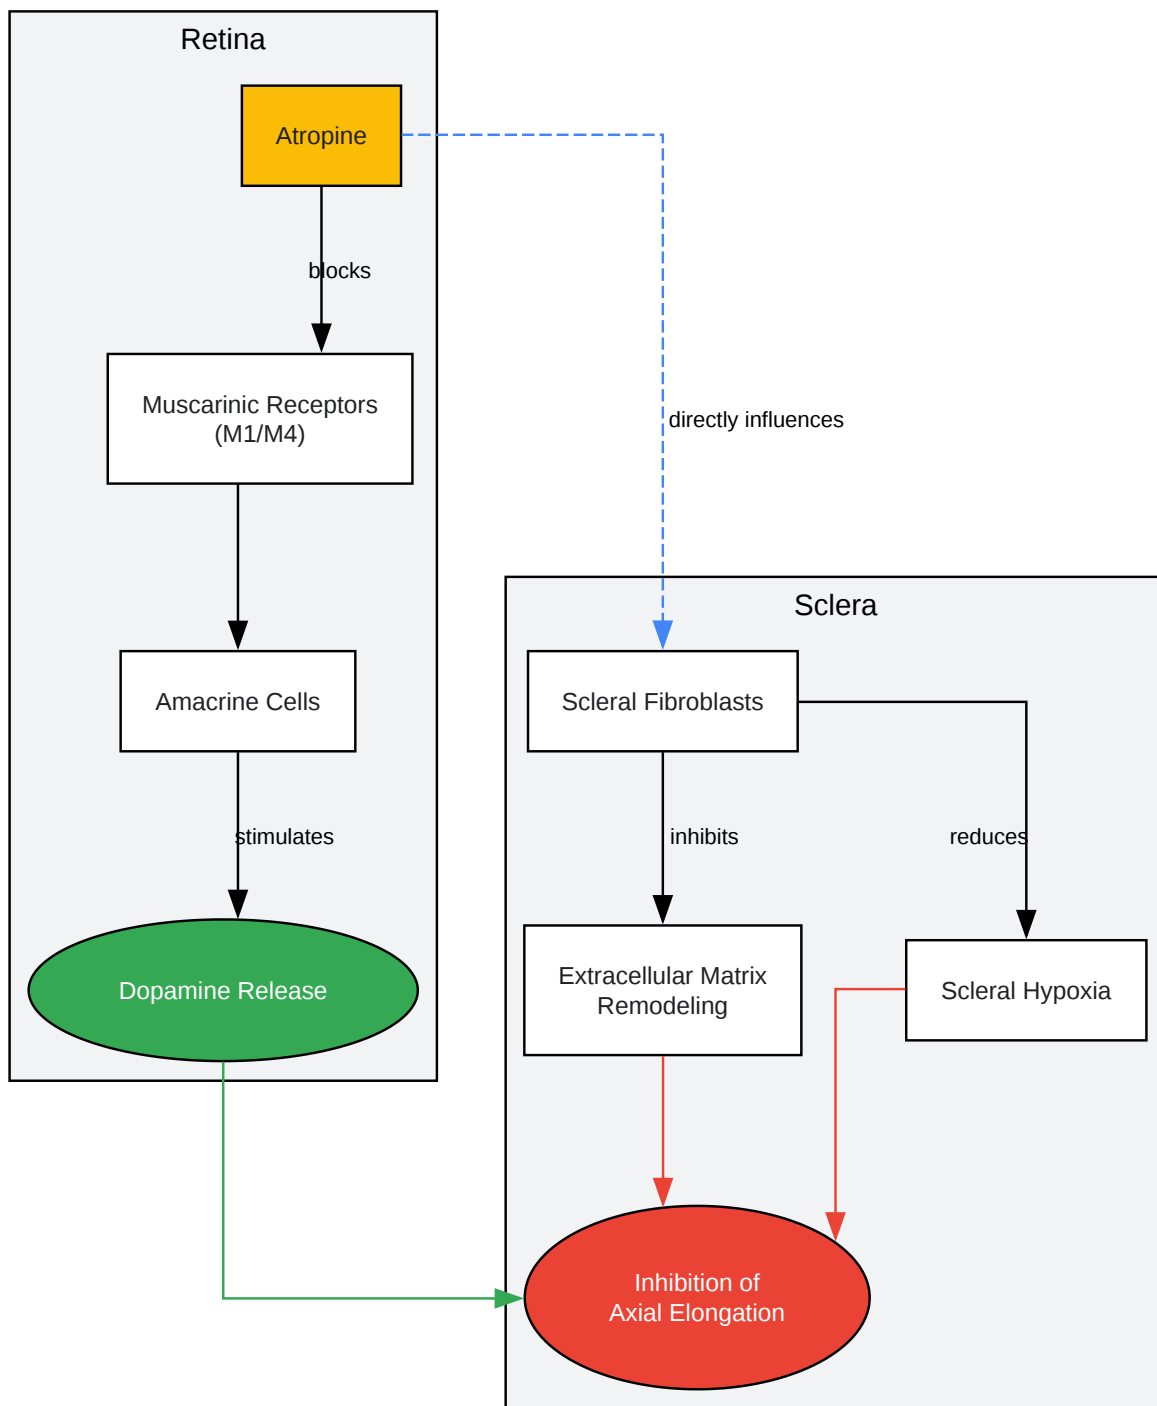 Retina
Atropine
blocks
Muscarinic Receptors
(M1/M4)
directly influences
Sclera
Amacrine Cells
Scleral Fibroblasts
stimulates
inhibits
reduces
Dopamine Release
Extracellular Matrix
Remodeling
Scleral Hypoxia
Inhibition of
Axial Elongation